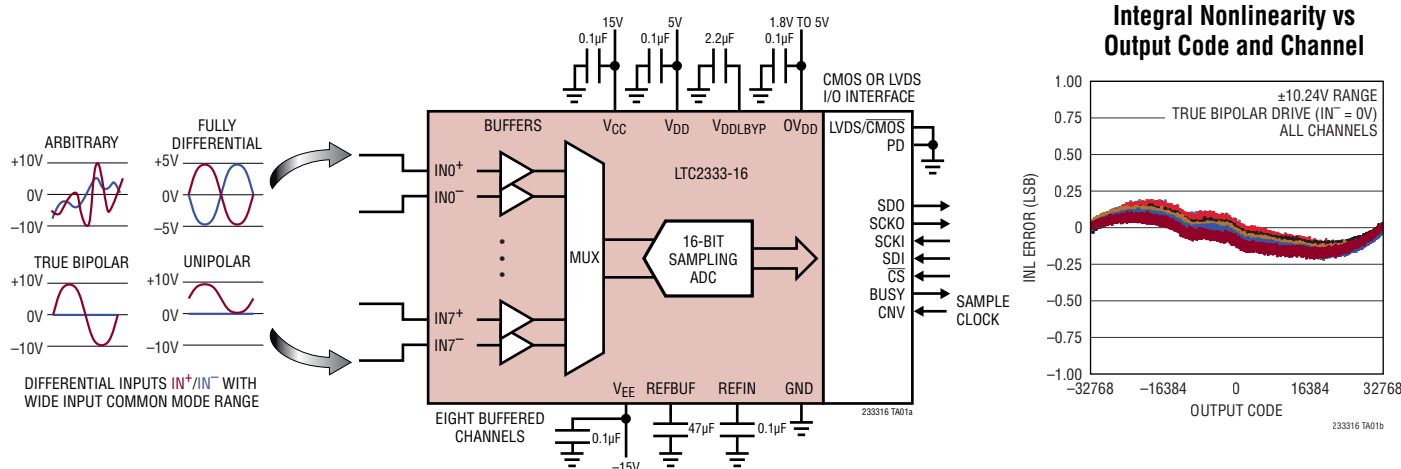 15V
5V
1.8V TO 5V
0.1µF
0.1µF
2.2µF
0.1µF
CMOS OR LVDS
I/O INTERFACE
ARBITRARY
+10V
0V
–10V
FULLY
DIFFERENTIAL
+5V
0V
–5V
TRUE BIPOLAR
+10V
0V
–10V
UNIPOLAR
+10V
0V
–10V
DIFFERENTIAL INPUTS IN+/IN– WITH
WIDE INPUT COMMON MODE RANGE
BUFFERS
VCC
VDD
VDDLBYP
OVDD
LVDS/CMOS
PD
IN0+
IN0–
LTC2333-16
MUX
16-BIT
SAMPLING
ADC
SDO
SCKO
SCKI
SDI
CS
BUSY
CNV
SAMPLE
CLOCK
IN7+
IN7–
VEE
REFBUF
REFIN
GND
EIGHT BUFFERED
CHANNELS
0.1µF
47µF
0.1µF
–15V
233316 TA01a
Integral Nonlinearity vs
Output Code and Channel
±10.24V RANGE
TRUE BIPOLAR DRIVE (IN– = 0V)
ALL CHANNELS
INL ERROR (LSB)
1.00
0.75
0.50
0.25
0
–0.25
–0.50
–0.75
–1.00
–32768
–16384
0
16384
32768
OUTPUT CODE
233316 TA01b